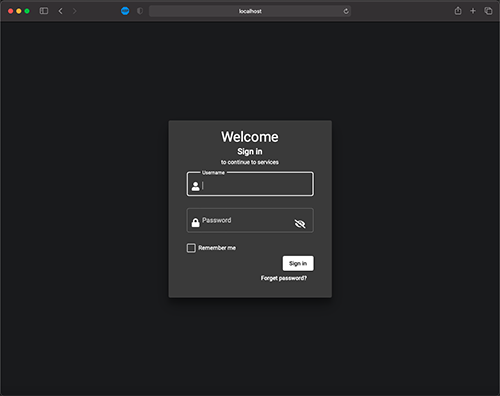 localhost
Welcome
Sign in
to continue to services
Username
Password
Remember me
Sign in
Forget password?